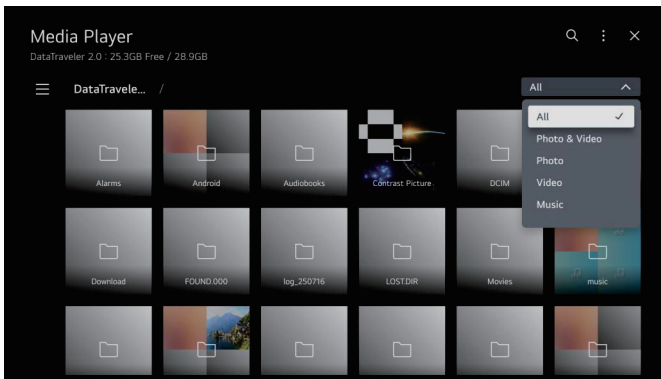 Media Player
DataTraveler 2.0 : 25.3GB Free / 28.9GB
DataTravele... /
All
All
Photo & Video
Photo
Video
Music
Alarms
Android
Audiobooks
Contrast Picture
DCIM
Download
FOUND.000
log_250716
LOST.DIR
Movies
music